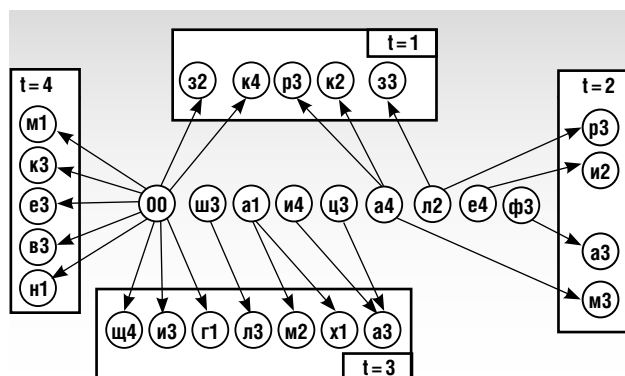 t=1
t=4 з2 к4 р3 к2 з3 t=2
м1 р3
к3 и2
е3 00 ш3 а1 и4 ц3 а4 л2 е4 ф3
в3 а3
н1 м3
щ4 и3 г1 л3 м2 х1 а3
t=3